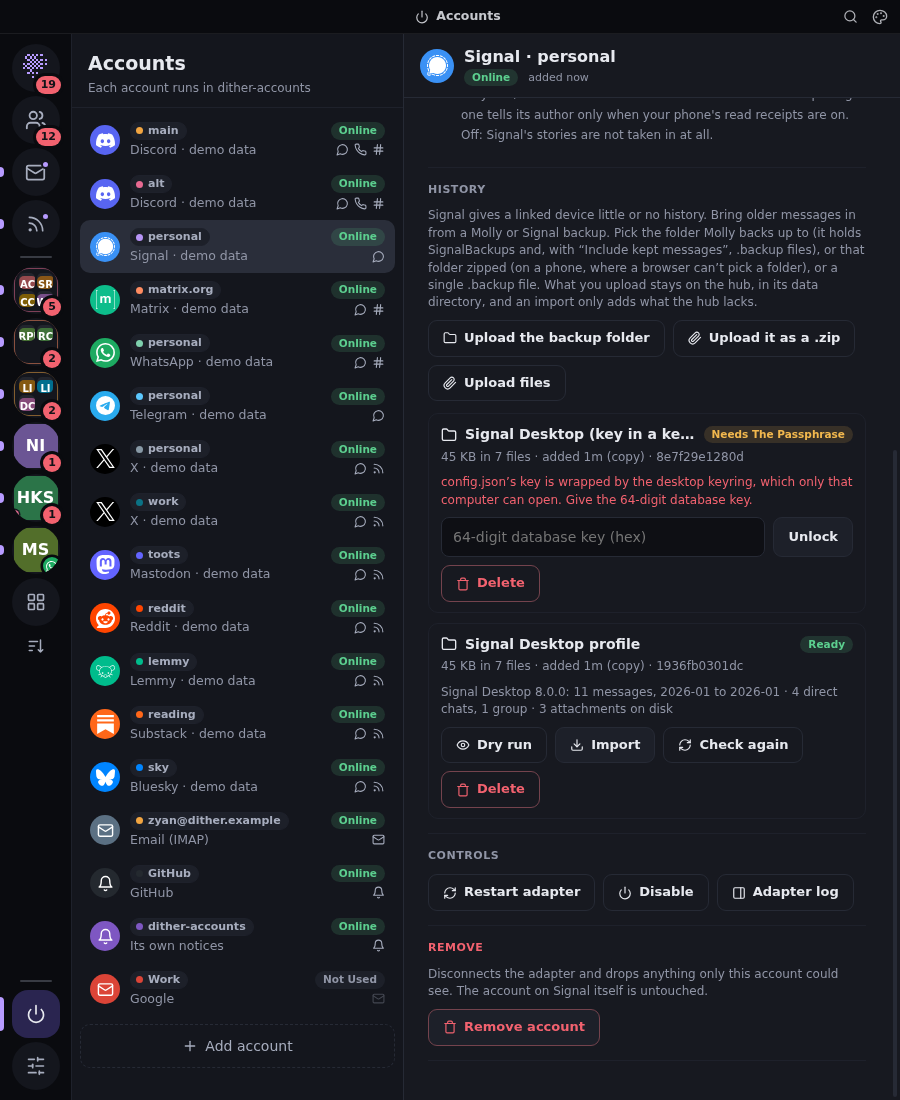 Accounts
19
12
5
2
2
1
1
AC
SR
CC
RP
RC
LI
LI
DC
NI
HKS
MS
Accounts
Each account runs in dither-accounts
main
Online
Discord · demo data
alt
Online
Discord · demo data
personal
Online
Signal · demo data
matrix.org
Online
Matrix · demo data
personal
Online
WhatsApp · demo data
personal
Online
Telegram · demo data
personal
Online
X · demo data
work
Online
X · demo data
toots
Online
Mastodon · demo data
reddit
Online
Reddit · demo data
lemmy
Online
Lemmy · demo data
reading
Online
Substack · demo data
sky
Online
Bluesky · demo data
zyan@dither.example
Online
Email (IMAP)
GitHub
Online
GitHub
dither-accounts
Online
Its own notices
Work
Not Used
Google
Add account
Signal · personal
Online
added now
one tells its author only when your phone's read receipts are on.
Off: Signal's stories are not taken in at all.
HISTORY
Signal gives a linked device little or no history. Bring older messages in
from a Molly or Signal backup. Pick the folder Molly backs up to (it holds
SignalBackups and, with “Include kept messages”, .backup files), or that
folder zipped (on a phone, where a browser can’t pick a folder), or a
single .backup file. What you upload stays on the hub, in its data
directory, and an import only adds what the hub lacks.
Upload the backup folder
Upload it as a .zip
Upload files
Signal Desktop (key in a ke…
Needs The Passphrase
45 KB in 7 files · added 1m (copy) · 8e7f29e1280d
config.json’s key is wrapped by the desktop keyring, which only that
computer can open. Give the 64-digit database key.
64-digit database key (hex)
Unlock
Delete
Signal Desktop profile
Ready
45 KB in 7 files · added 1m (copy) · 1936fb0301dc
Signal Desktop 8.0.0: 11 messages, 2026-01 to 2026-01 · 4 direct
chats, 1 group · 3 attachments on disk
Dry run
Import
Check again
Delete
CONTROLS
Restart adapter
Disable
Adapter log
REMOVE
Disconnects the adapter and drops anything only this account could
see. The account on Signal itself is untouched.
Remove account